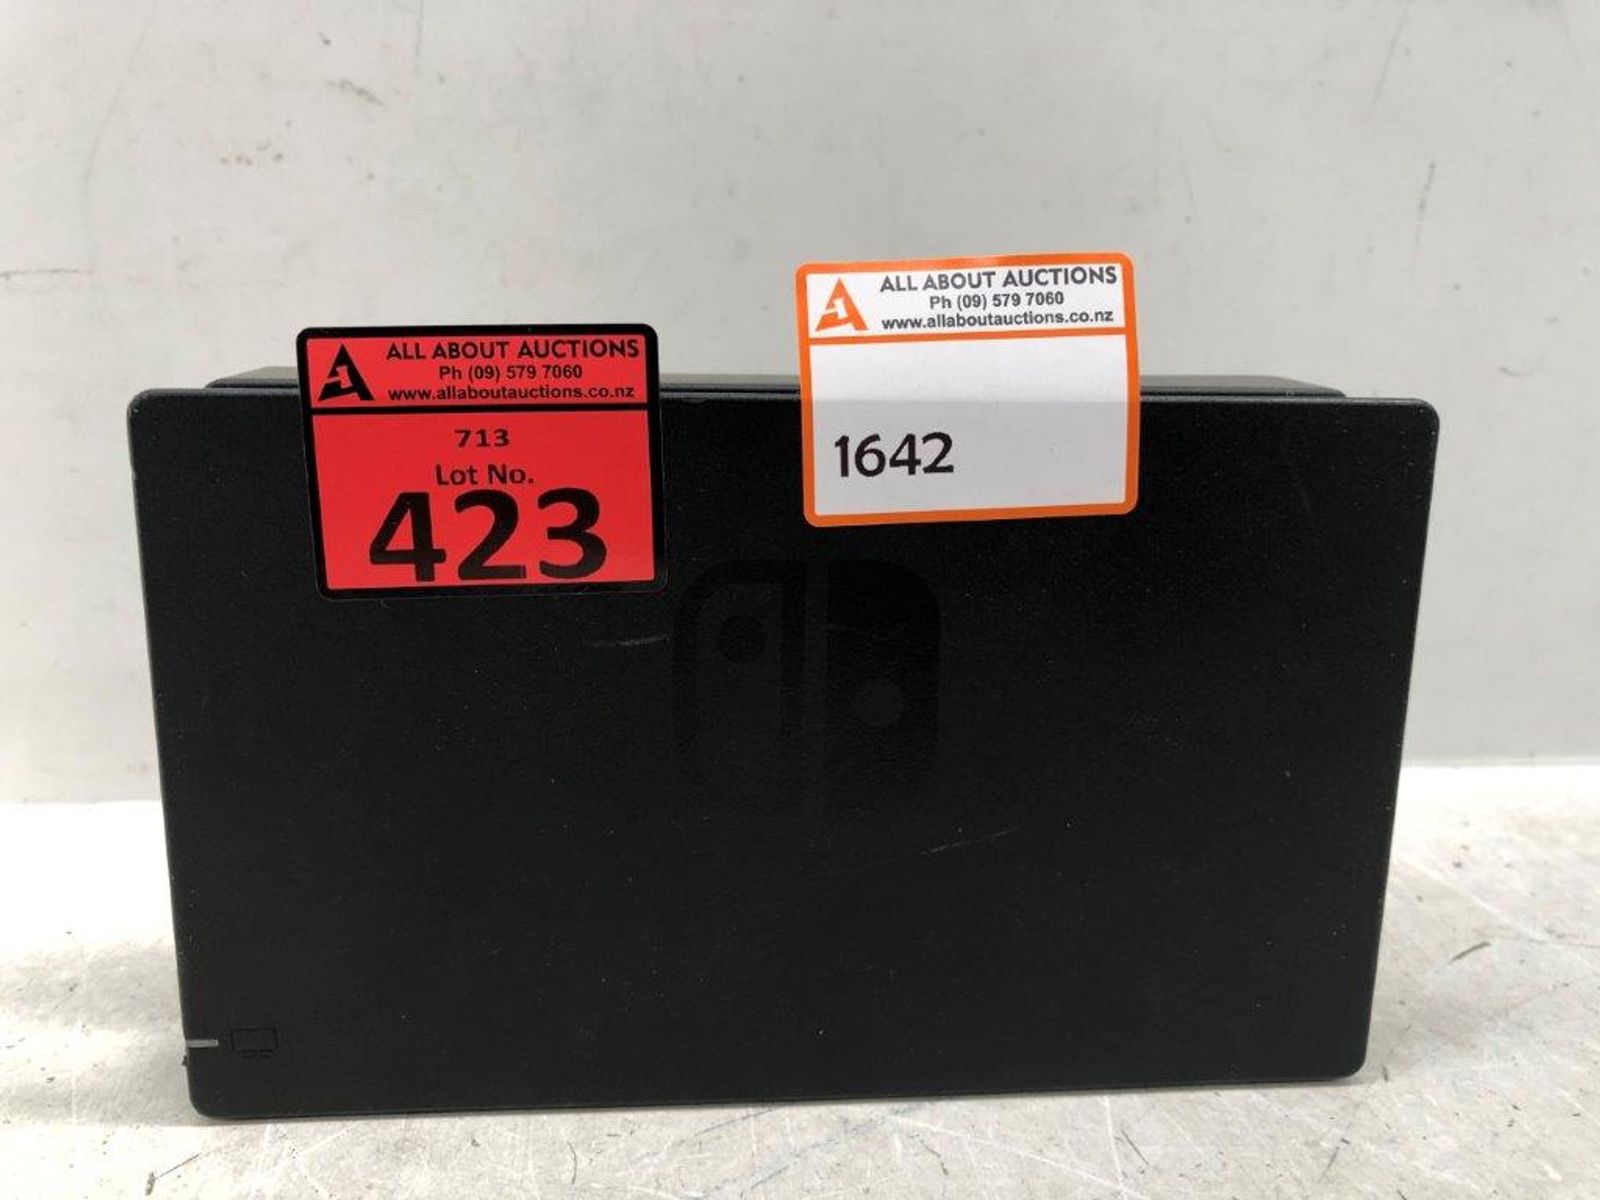 ALL ABOUT AUCTIONS
Ph (09) 579 7060
www.allaboutauctions.co.nz
713
Lot No.
423
ALL ABOUT AUCTIONS
Ph (09) 579 7060
www.allaboutauctions.co.nz
1642